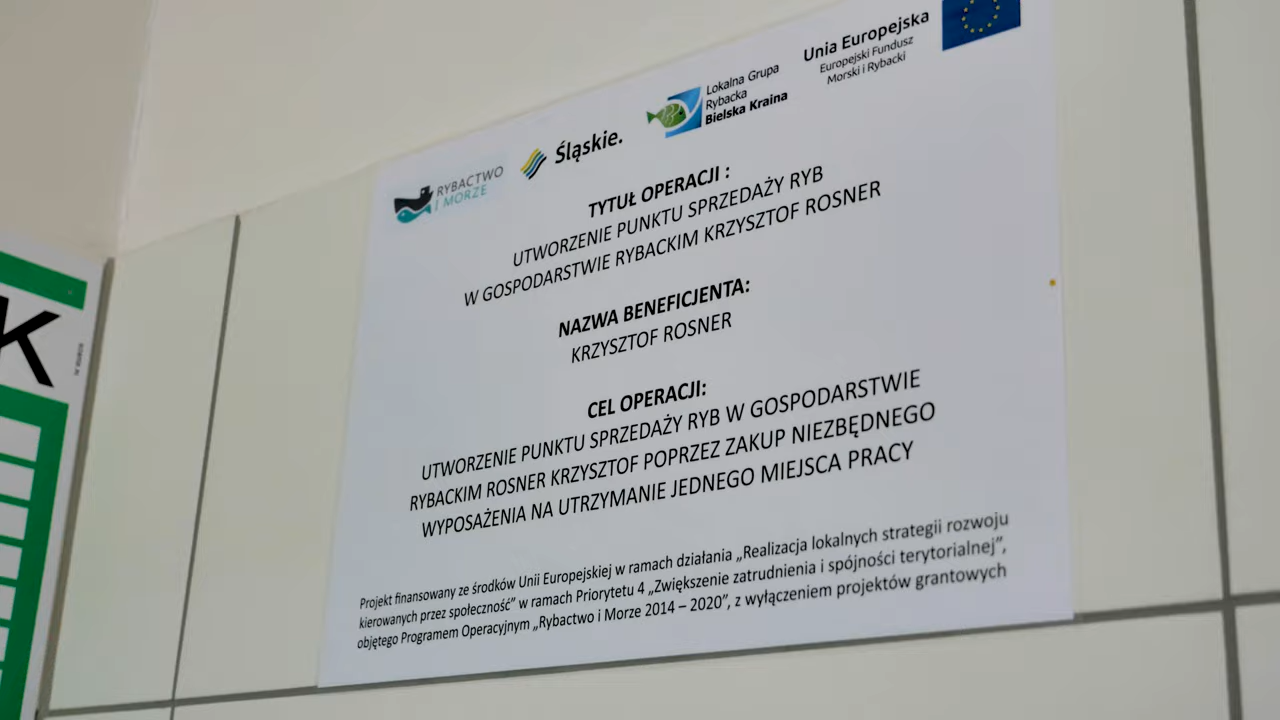 RYBACTWO
I MORZE
Śląskie.
Lokalna Grupa
Rybacka
Bielska Kraina
Unia Europejska
Europejski Fundusz
Morski i Rybacki
TYTUŁ OPERACJI :
UTWORZENIE PUNKTU SPRZEDAŻY RYB
W GOSPODARSTWIE RYBACKIM KRZYSZTOF ROSNER
NAZWA BENEFICJENTA:
KRZYSZTOF ROSNER
CEL OPERACJI:
UTWORZENIE PUNKTU SPRZEDAŻY RYB W GOSPODARSTWIE
RYBACKIM ROSNER KRZYSZTOF POPRZEZ ZAKUP NIEZBĘDNEGO
WYPOSAŻENIA NA UTRZYMANIE JEDNEGO MIEJSCA PRACY
Projekt finansowany ze środków Unii Europejskiej w ramach działania „Realizacja lokalnych strategii rozwoju
kierowanych przez społeczność” w ramach Priorytetu 4 „Zwiększenie zatrudnienia i spójności terytorialnej”,
objętego Programem Operacyjnym „Rybactwo i Morze 2014 – 2020”, z wyłączeniem projektów grantowych
K